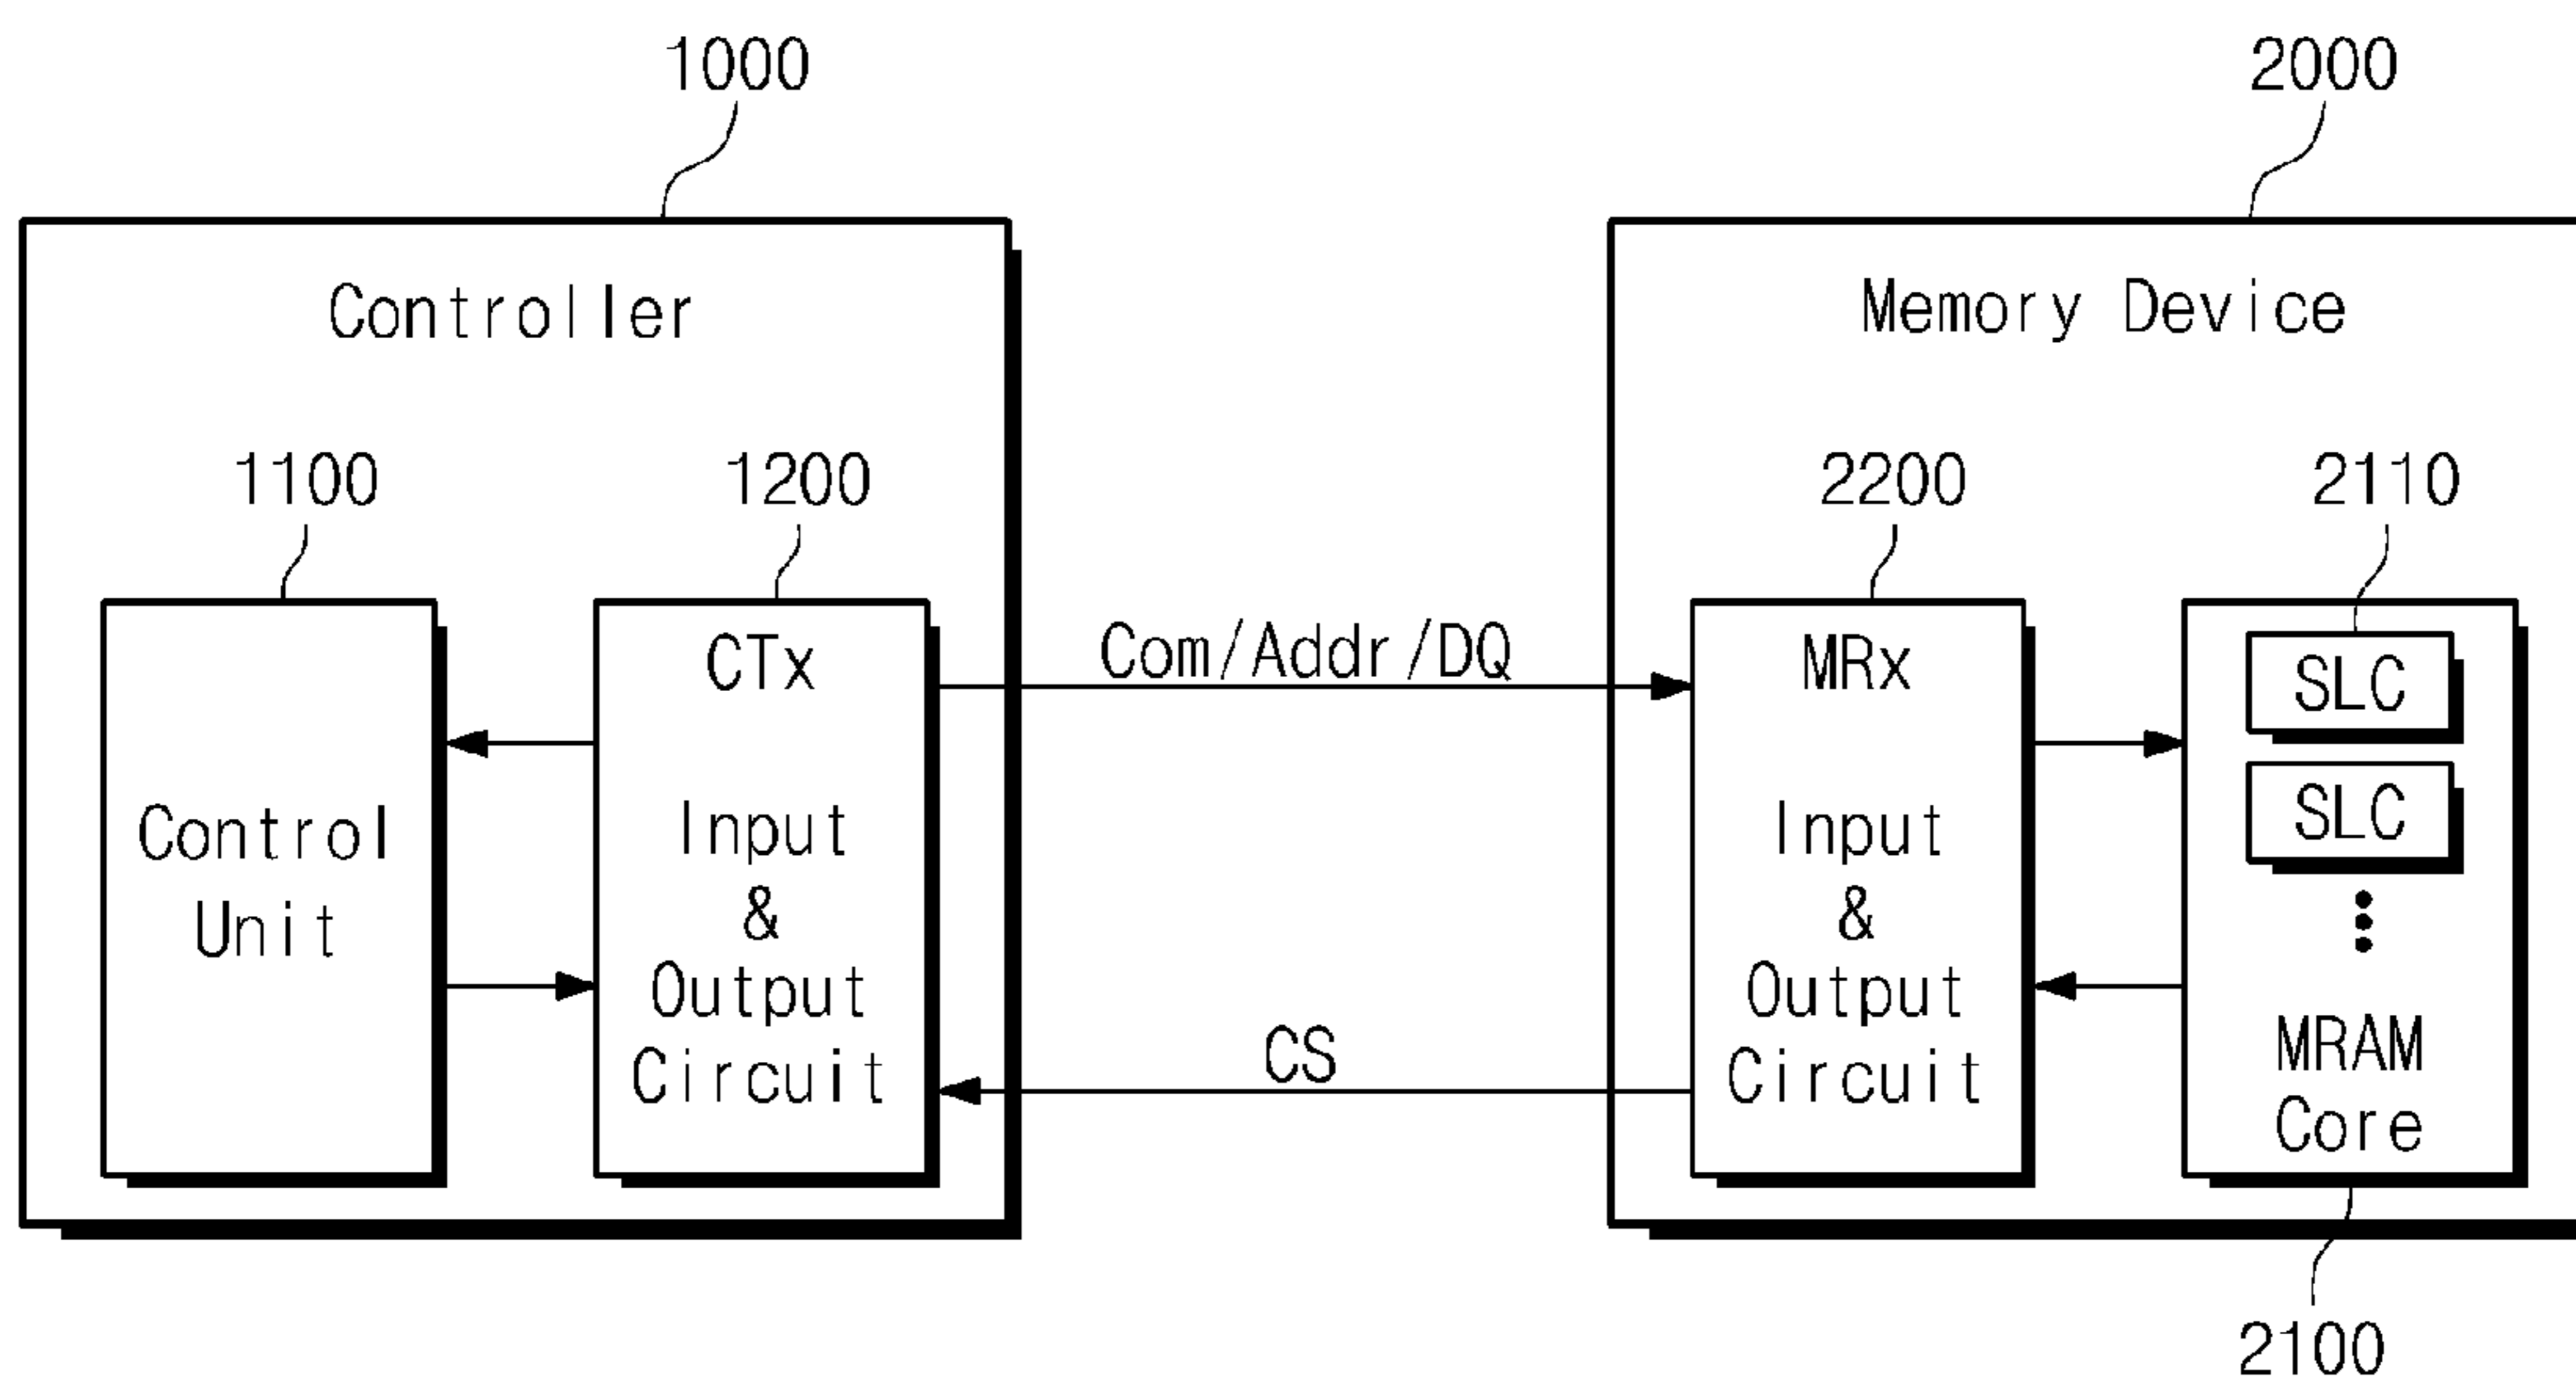 1000
2000
Controller
Memory Device
1100
1200
2200
2110
CTx
Com/Addr/DQ
MRx
SLC
SLC
Control
Unit
Input
&
Output
Circuit
Input
&
Output
Circuit
CS
MRAM
Core
2100